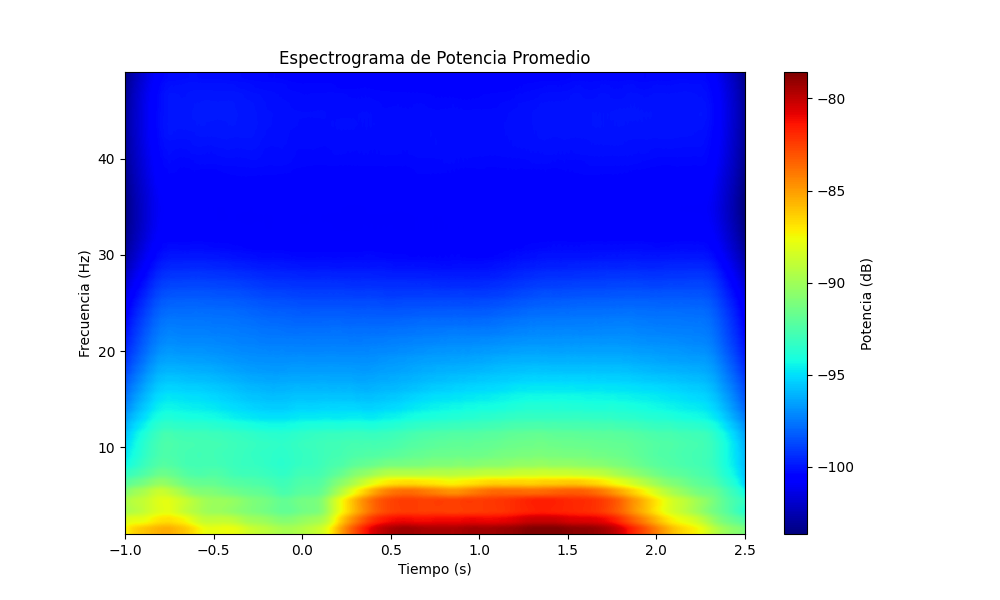 Espectrograma de Potencia Promedio
Frecuencia (Hz)
40
30
20
10
−1.0 −0.5 0.0 0.5 1.0 1.5 2.0 2.5
Tiempo (s)
−80
−85
−90
−95
−100
Potencia (dB)